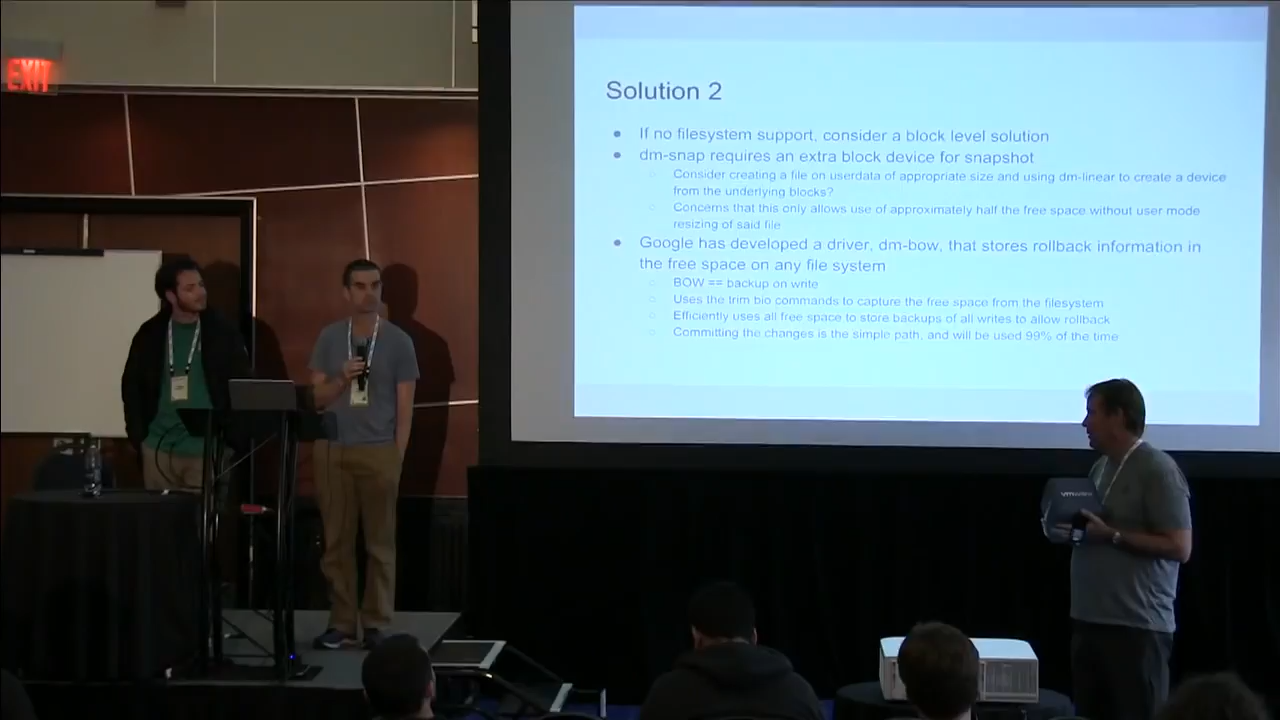 EXIT
Solution 2
If no filesystem support, consider a block level solution
dm-snap requires an extra block device for snapshot
Consider creating a file on userdata of appropriate size and using dm-linear to create a device
from the underlying blocks?
Concerns that this only allows use of approximately half the free space without user mode
resizing of said file
Google has developed a driver, dm-bow, that stores rollback information in
the free space on any file system
BOW == backup on write
Uses the trim bio commands to capture the free space from the filesystem
Efficiently uses all free space to store backups of all writes to allow rollback
Committing the changes is the simple path, and will be used 99% of the time
vmware